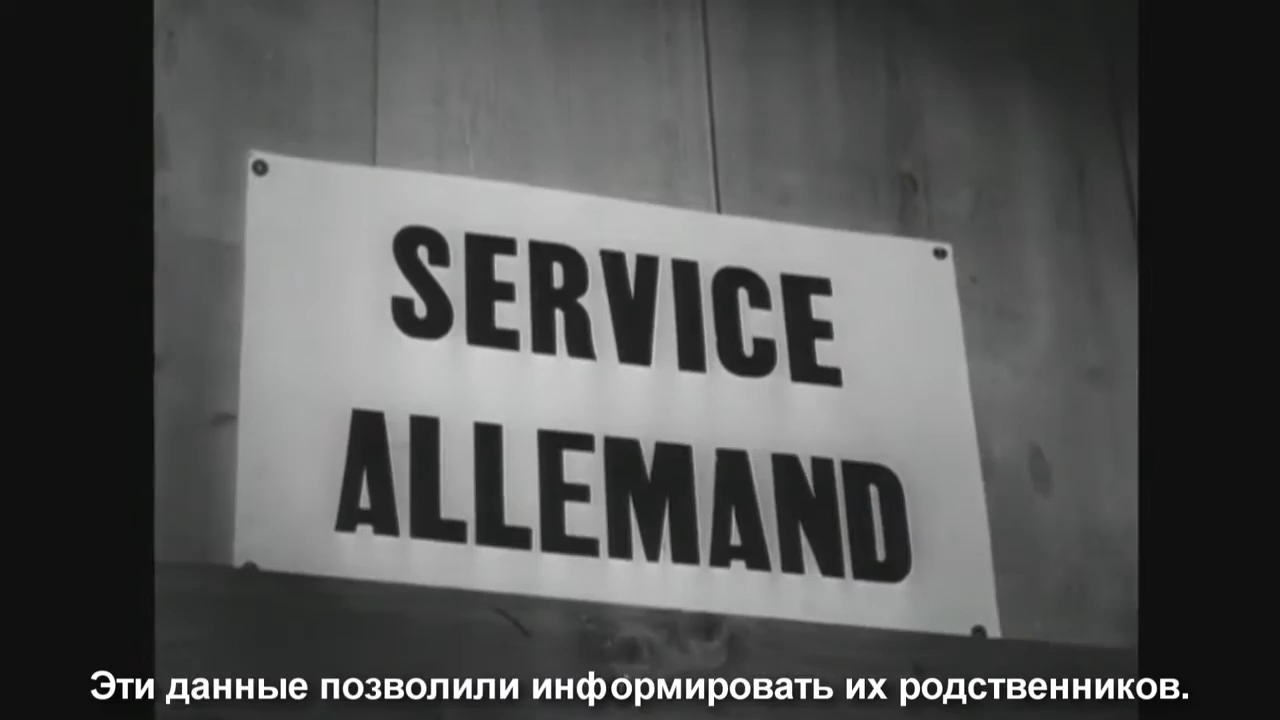 SERVICE
ALLEMAND
Эти данные позволили информировать их родственников.